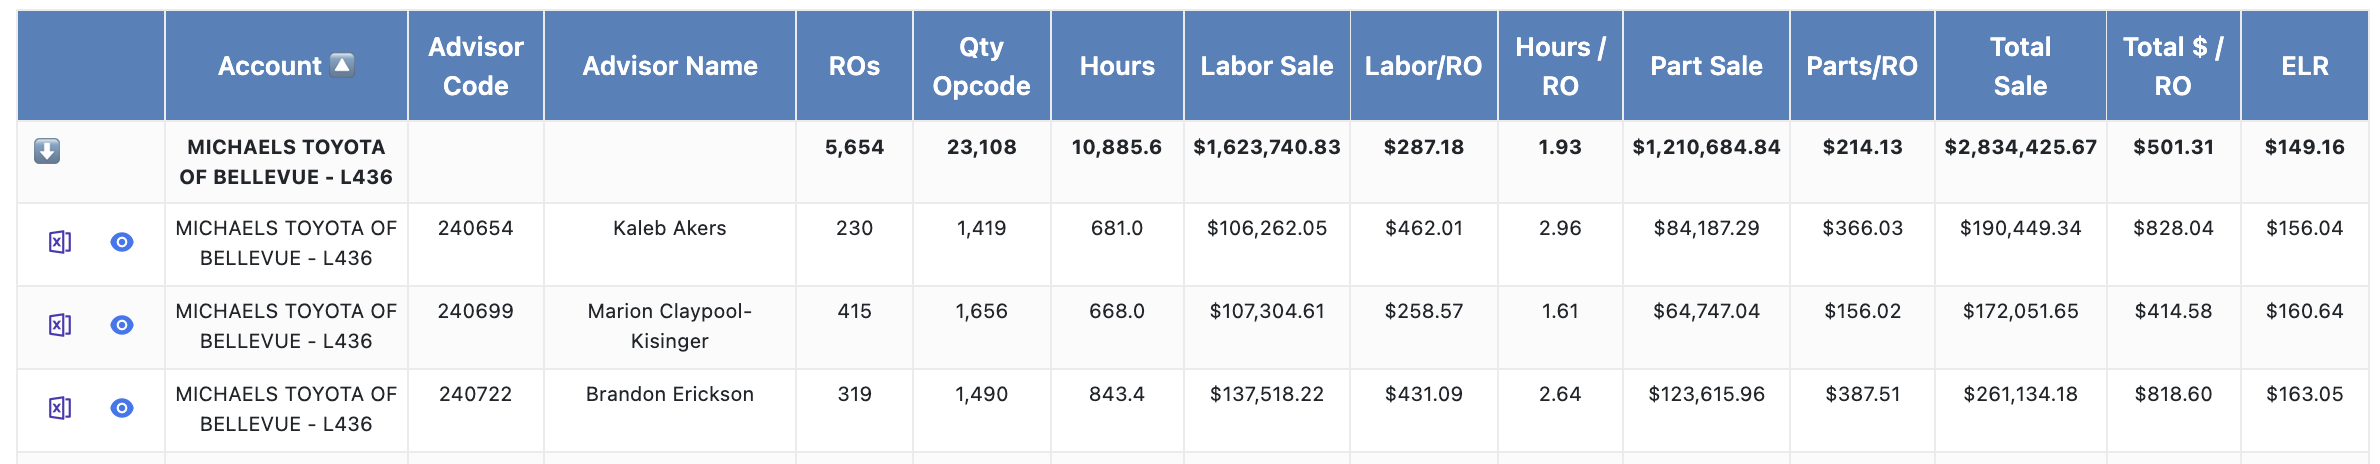 Account Advisor Code Advisor Name ROs Qty Opcode Hours Labor Sale Labor/RO Hours / RO Part Sale Parts/RO Total Sale Total $ / RO ELR
MICHAELS TOYOTA OF BELLEVUE - L436 5,654 23,108 10,885.6 $1,623,740.83 $287.18 1.93 $1,210,684.84 $214.13 $2,834,425.67 $501.31 $149.16
MICHAELS TOYOTA OF BELLEVUE - L436 240654 Kaleb Akers 230 1,419 681.0 $106,262.05 $462.01 2.96 $84,187.29 $366.03 $190,449.34 $828.04 $156.04
MICHAELS TOYOTA OF BELLEVUE - L436 240699 Marion Claypool-Kisinger 415 1,656 668.0 $107,304.61 $258.57 1.61 $64,747.04 $156.02 $172,051.65 $414.58 $160.64
MICHAELS TOYOTA OF BELLEVUE - L436 240722 Brandon Erickson 319 1,490 843.4 $137,518.22 $431.09 2.64 $123,615.96 $387.51 $261,134.18 $818.60 $163.05